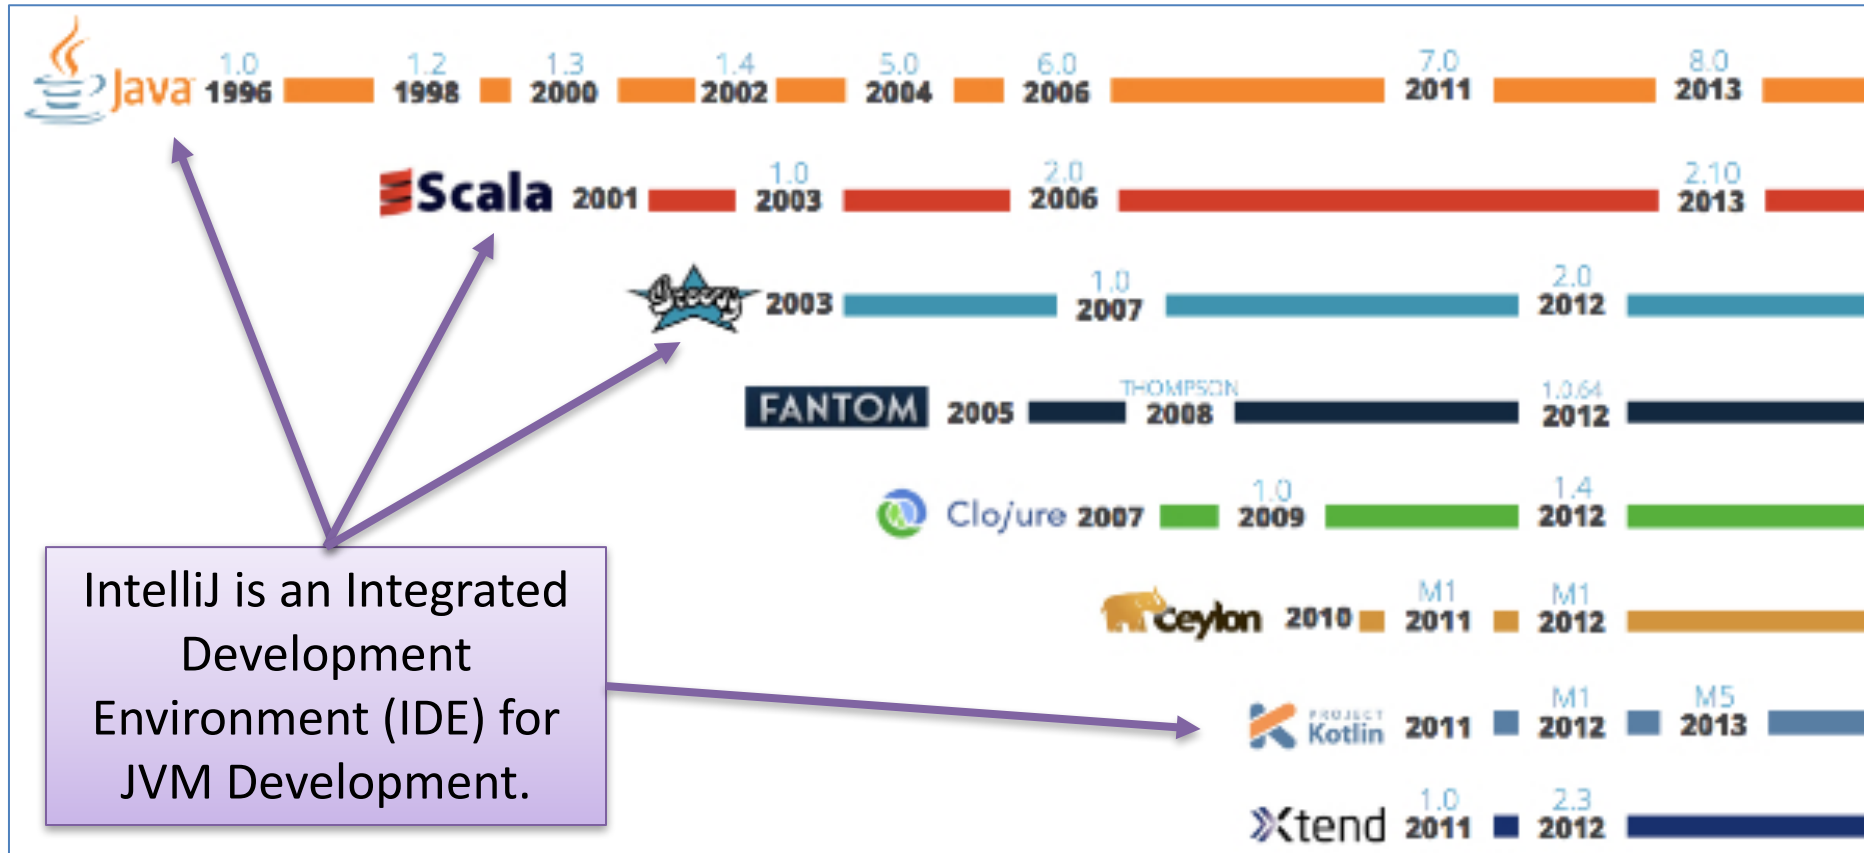 1.0 1.2 1.3 1.4 5.0 6.0 7.0 8.0
Java 1996 1998 2000 2002 2004 2006 2011 2013
1.0 2.0 2.10
Scala 2001 2003 2006 2013
1.0 2.0
Groovy 2003 2007 2012
THOMPSON 1.0.64
FANTOM 2005 2008 2012
1.0 1.4
Clojure 2007 2009 2012
IntelliJ is an Integrated
Development
Environment (IDE) for
JVM Development.
M1 M1
Ceylon 2010 2011 2012
M1 M5
PROJECT
Kotlin 2011 2012 2013
1.0 2.3
Xtend 2011 2012